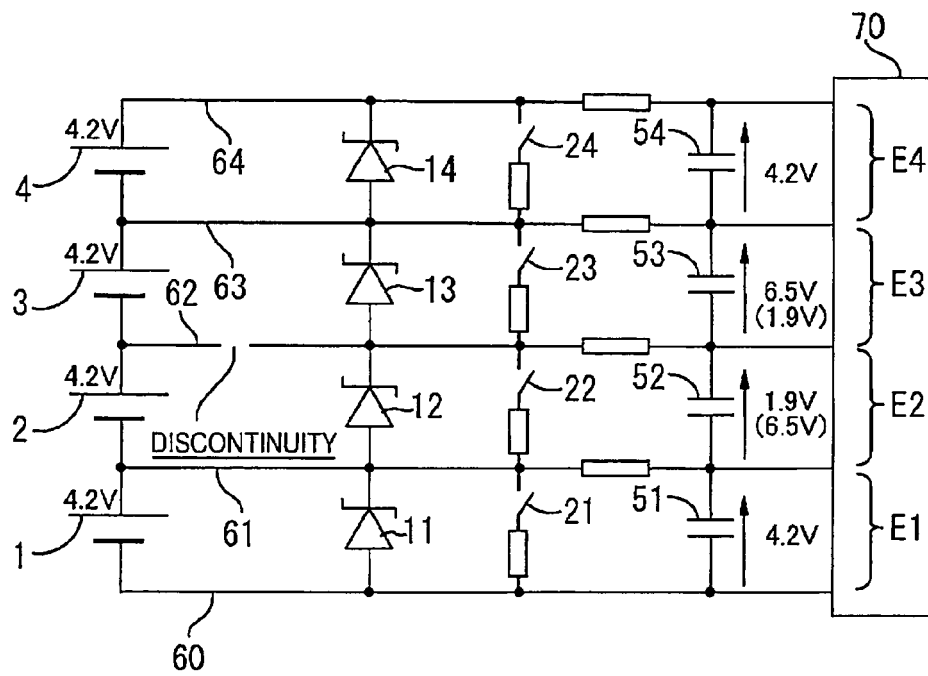 70
4.2V
4
64
14
24
54
4.2V
E4
4.2V
3
62
63
13
23
53
6.5V
(1.9V)
E3
4.2V
2
DISCONTINUITY
12
22
52
1.9V
(6.5V)
E2
4.2V
1
61
11
21
51
4.2V
E1
60